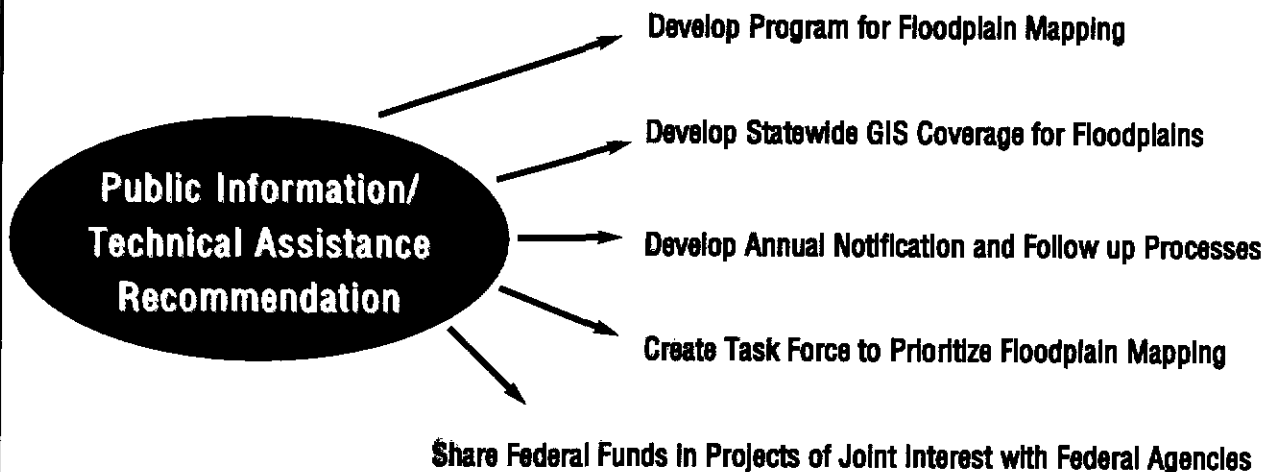 Develop Program for Floodplain Mapping
Develop Statewide GIS Coverage for Floodplains
Public Information/
Technical Assistance
Recommendation
Develop Annual Notification and Follow up Processes
Create Task Force to Prioritize Floodplain Mapping
Share Federal Funds in Projects of Joint Interest with Federal Agencies